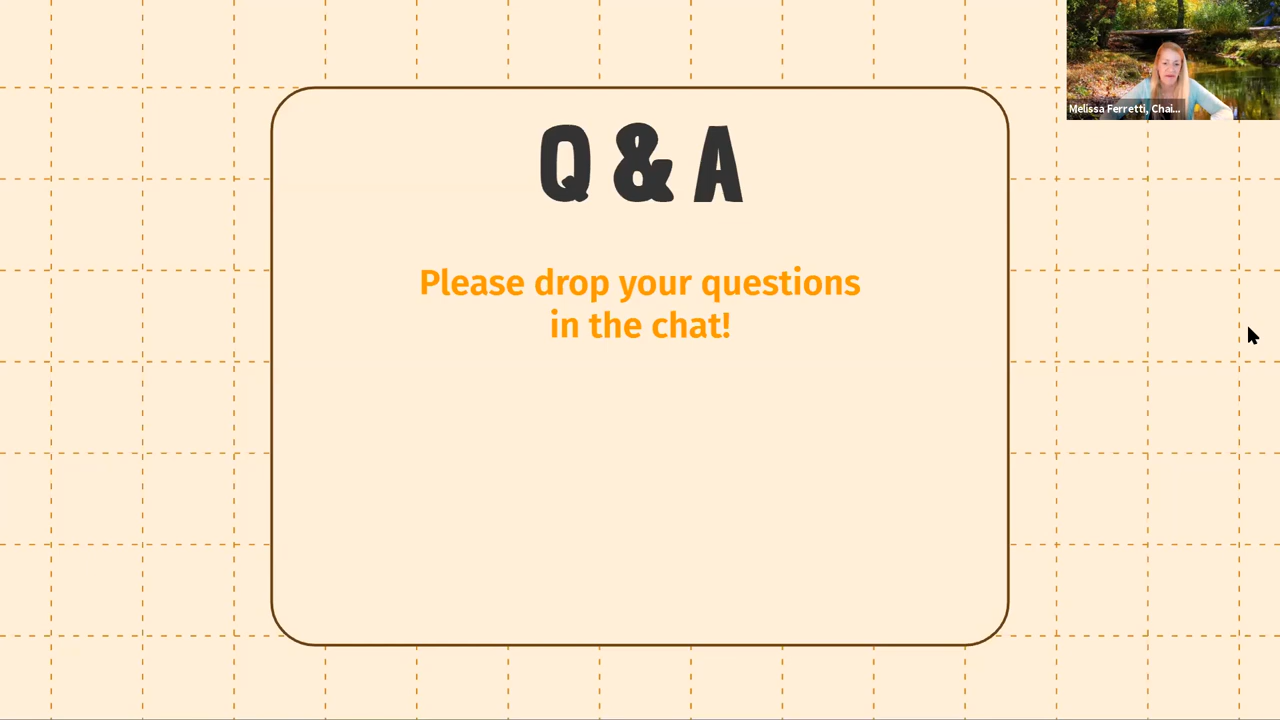 Melissa Ferretti, Chai...
Q & A
Please drop your questions
in the chat!